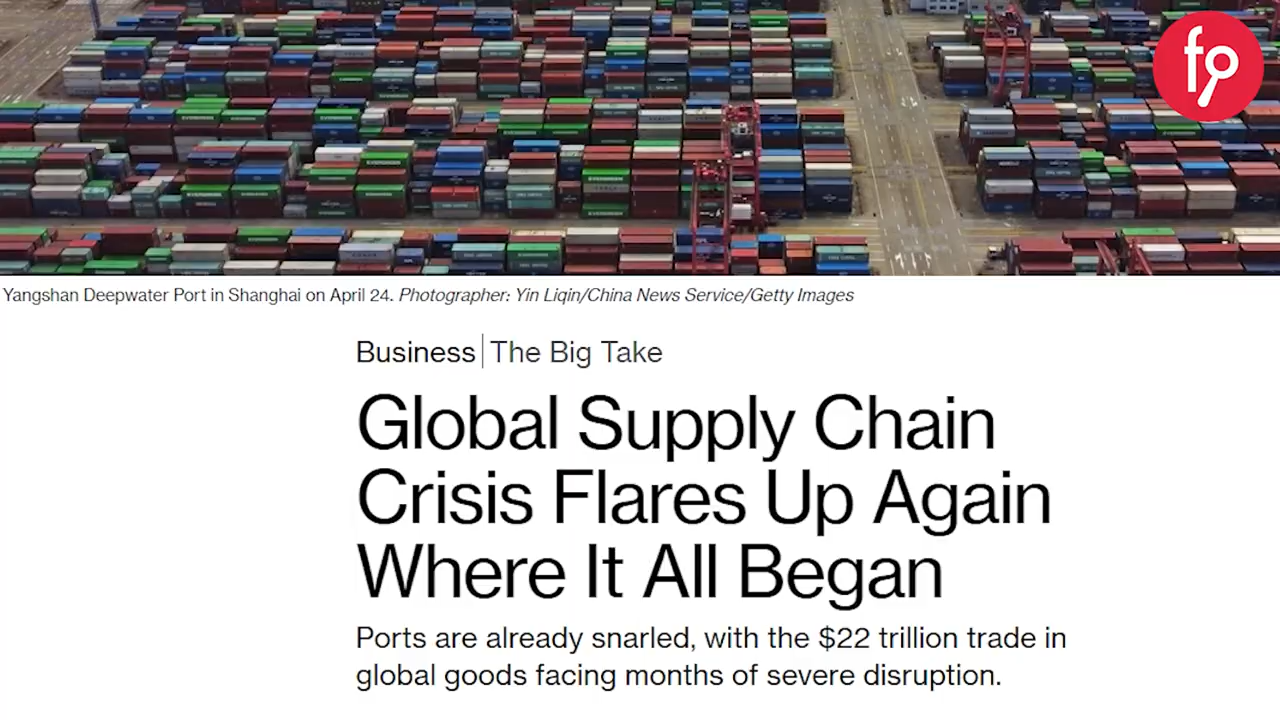 fp
Yangshan Deepwater Port in Shanghai on April 24. Photographer: Yin Liqin/China News Service/Getty Images
Business | The Big Take
Global Supply Chain
Crisis Flares Up Again
Where It All Began
Ports are already snarled, with the $22 trillion trade in
global goods facing months of severe disruption.